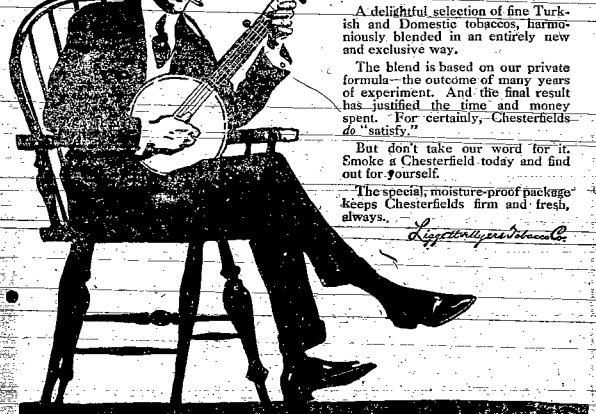 A delightful selection of fine Turk-
ish and Domestic tobaccos, harmo-
niously blended in an entirely new
and exclusive way.
The blend is based on our private
formula—the outcome of many years
of experiment. And the final result
has justified the time and money
spent. For certainly, Chesterfields
do "satisfy."
But don't take our word for it.
Smoke a Chesterfield today and find
out for yourself.
The special, moisture-proof package
keeps Chesterfields firm and fresh,
always.
Liggett & Myers Tobacco Co.